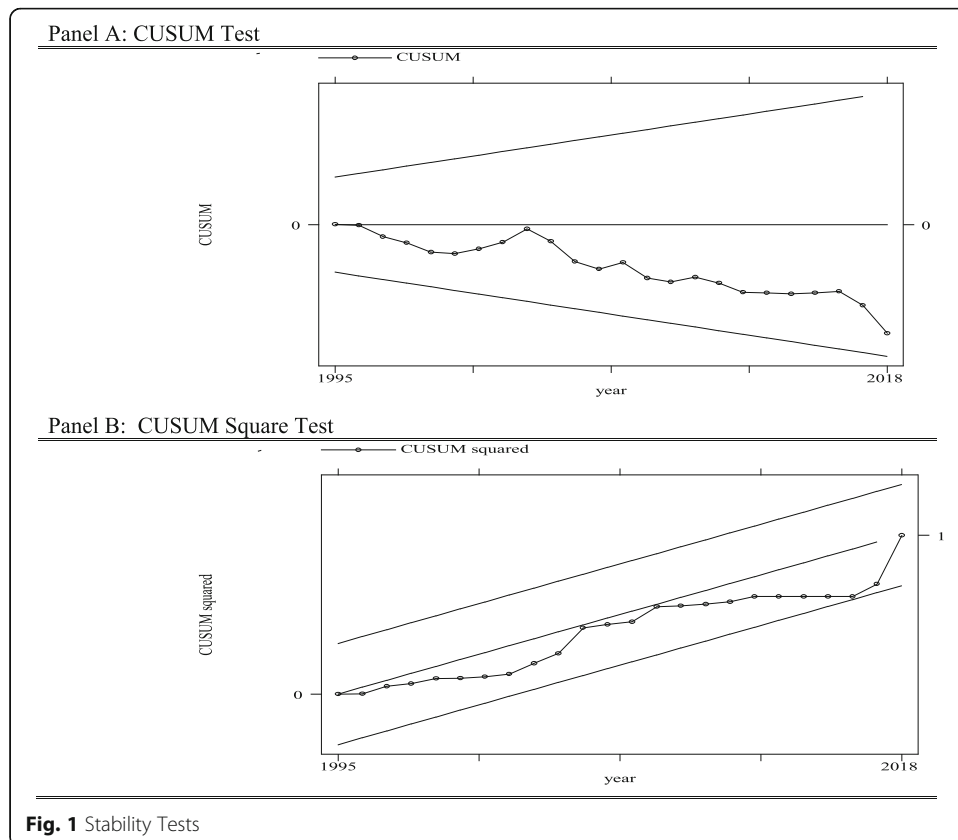 Panel A: CUSUM Test
CUSUM
CUSUM
0
0
1995
2018
year
Panel B: CUSUM Square Test
CUSUM squared
CUSUM squared
1
0
1995
2018
year
Fig. 1 Stability Tests